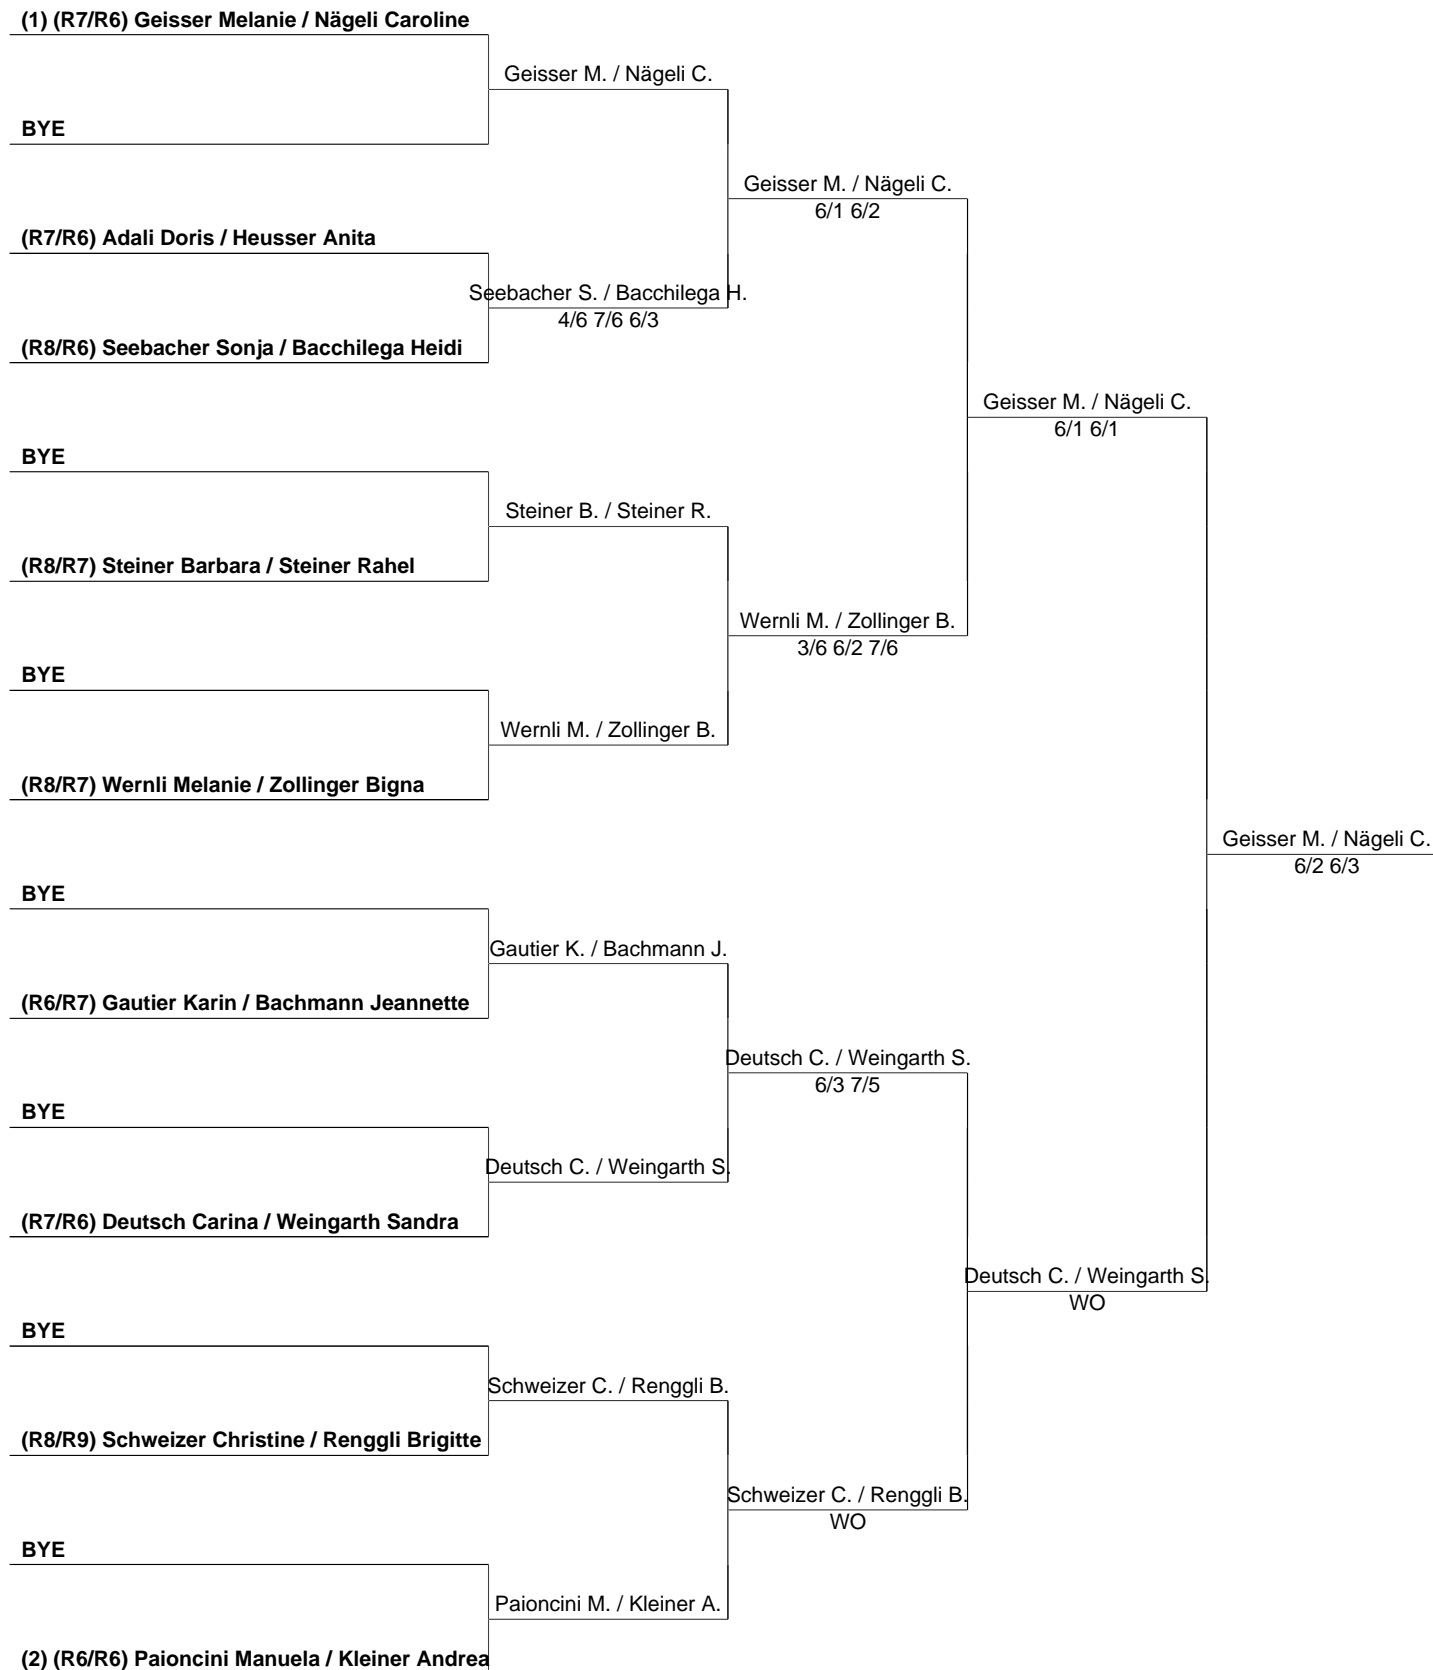 (1) (R7/R6) Geisser Melanie / Nägeli Caroline
Geisser M. / Nägeli C.
BYE
Geisser M. / Nägeli C.
6/1 6/2
(R7/R6) Adali Doris / Heusser Anita
Seebacher S. / Bacchilega H.
4/6 7/6 6/3
(R8/R6) Seebacher Sonja / Bacchilega Heidi
Geisser M. / Nägeli C.
6/1 6/1
BYE
Steiner B. / Steiner R.
(R8/R7) Steiner Barbara / Steiner Rahel
Wernli M. / Zollinger B.
3/6 6/2 7/6
BYE
Wernli M. / Zollinger B.
(R8/R7) Wernli Melanie / Zollinger Bigna
Geisser M. / Nägeli C.
6/2 6/3
BYE
Gautier K. / Bachmann J.
(R6/R7) Gautier Karin / Bachmann Jeannette
Deutsch C. / Weingarth S.
6/3 7/5
BYE
Deutsch C. / Weingarth S.
(R7/R6) Deutsch Carina / Weingarth Sandra
Deutsch C. / Weingarth S.
WO
BYE
Schweizer C. / Renggli B.
(R8/R9) Schweizer Christine / Renggli Brigitte
Schweizer C. / Renggli B.
WO
BYE
Paioncini M. / Kleiner A.
(2) (R6/R6) Paioncini Manuela / Kleiner Andrea